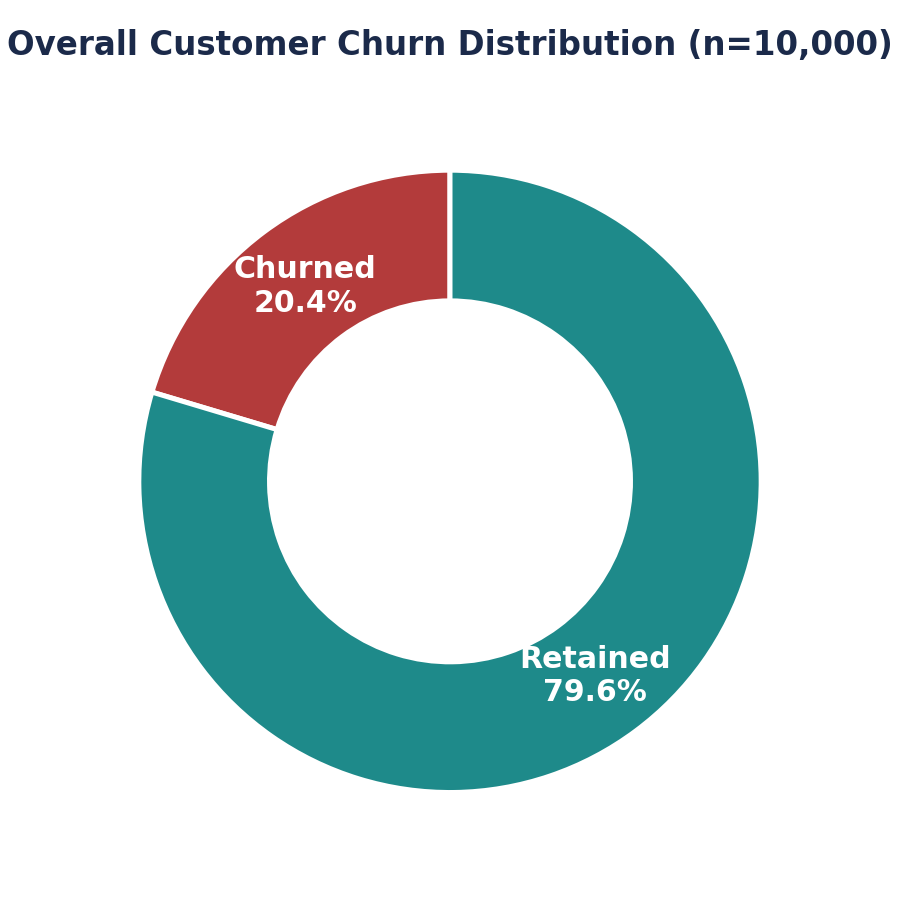 Overall Customer Churn Distribution (n=10,000)
Churned
20.4%
Retained
79.6%